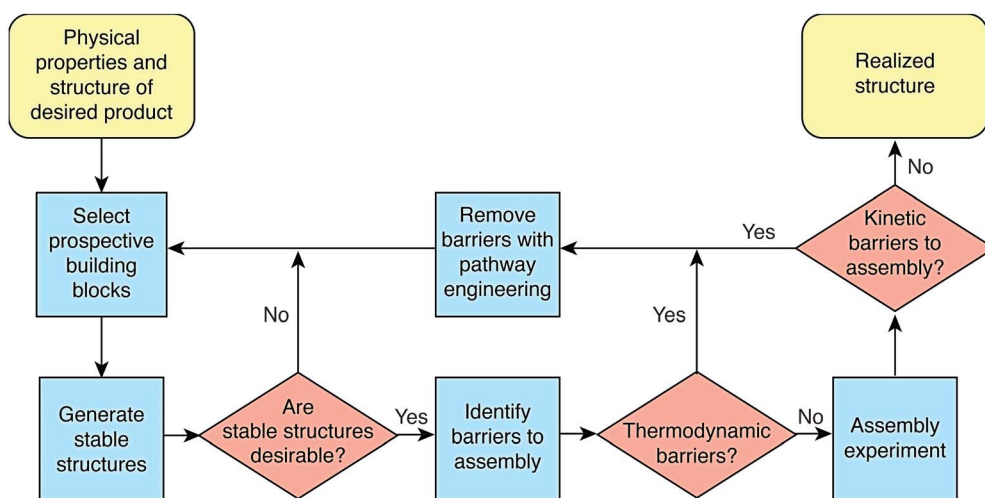 Physical
properties and
structure of
desired product
Realized
structure
No
Select
prospective
building
blocks
Remove
barriers with
pathway
engineering
Yes
Kinetic
barriers to
assembly?
No
Yes
Generate
stable
structures
Are
stable structures
desirable?
Yes
Identify
barriers to
assembly
Thermodynamic
barriers?
No
Assembly
experiment